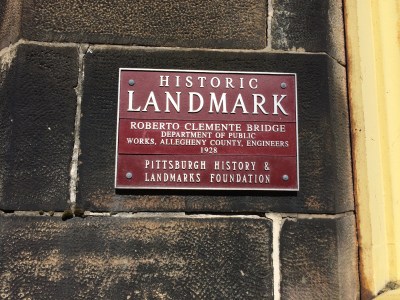 HISTORIC
LANDMARK
ROBERTO CLEMENTE BRIDGE
DEPARTMENT OF PUBLIC
WORKS, ALLEGHENY COUNTY, ENGINEERS
1928
PITTSBURGH HISTORY &
LANDMARKS FOUNDATION